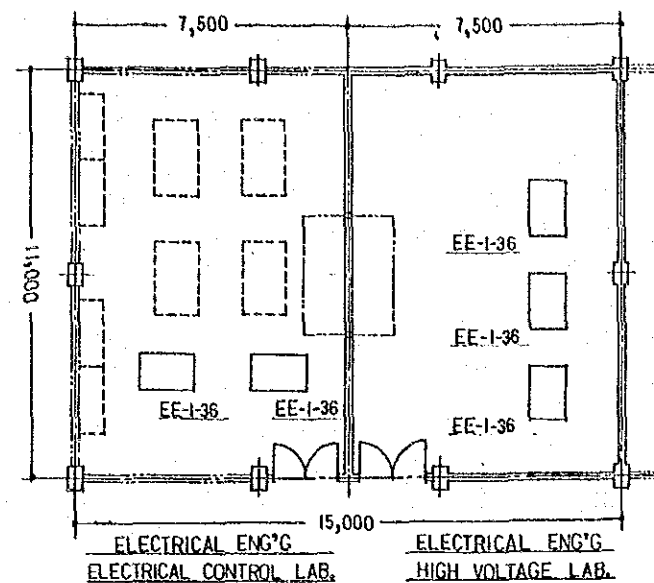 7,500 7,500
11,000
EE-1-36
EE-1-36
EE-1-36 EE-1-36 EE-1-36
15,000
ELECTRICAL ENG'G ELECTRICAL ENG'G
ELECTRICAL CONTROL LAB. HIGH VOLTAGE LAB.